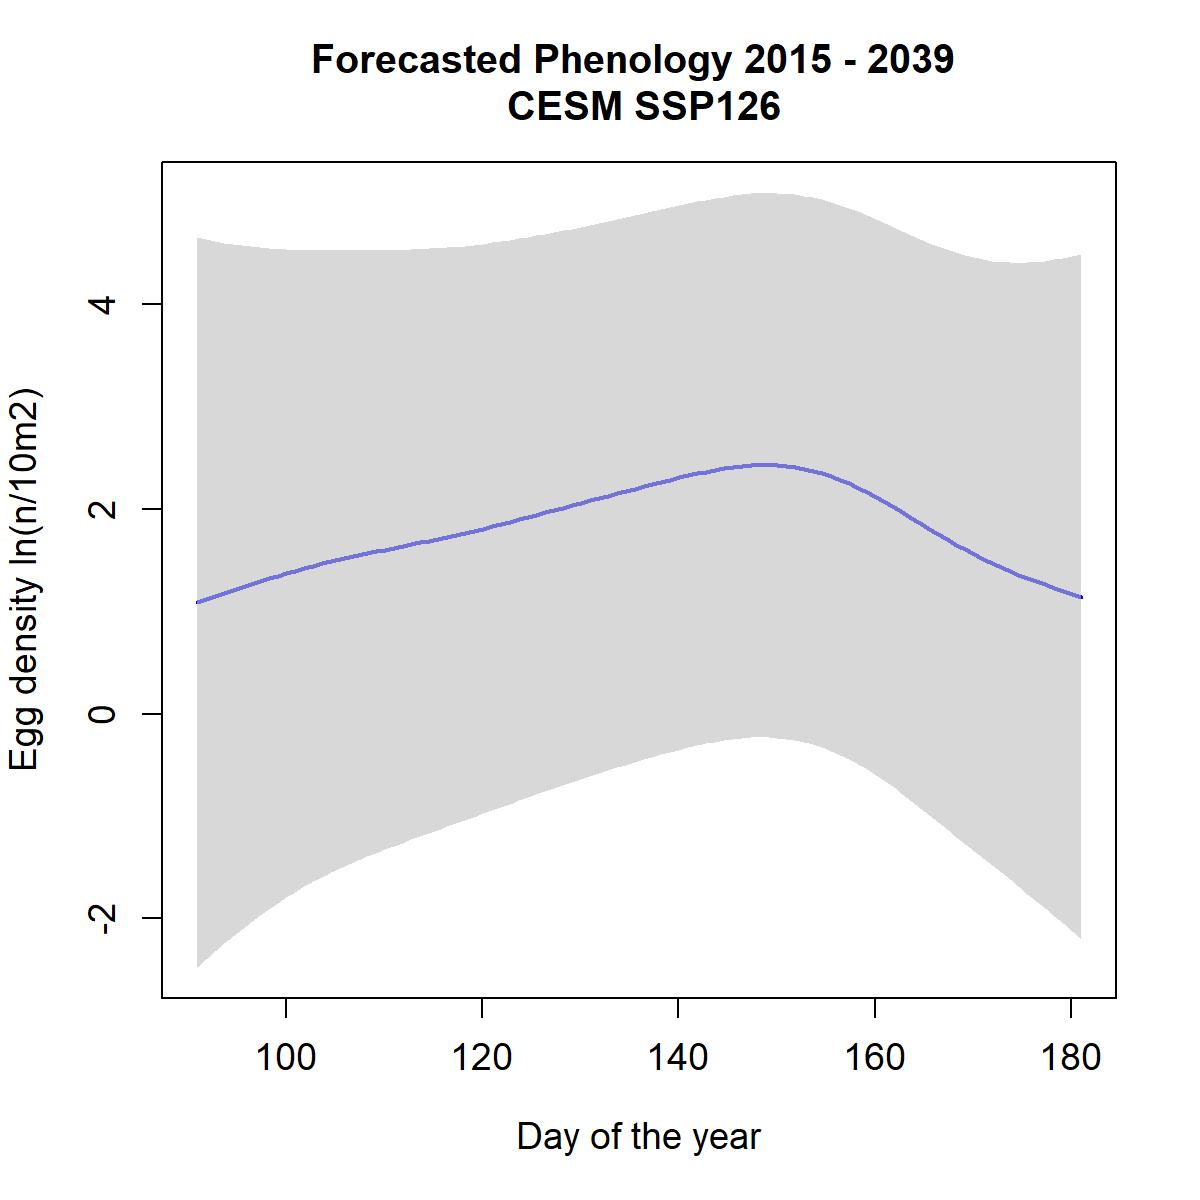 Forecasted Phenology 2015 - 2039
CESM SSP126
Egg density ln(n/10m2)
4
2
0
-2
100 120 140 160 180
Day of the year